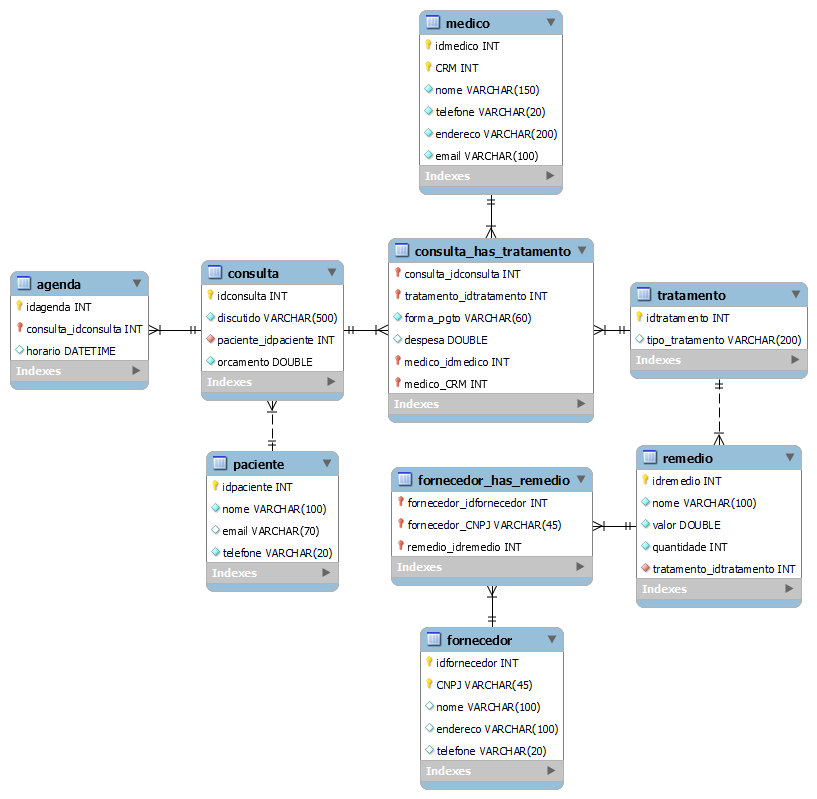 medico
idmedico INT
CRM INT
nome VARCHAR(150)
telefone VARCHAR(20)
endereco VARCHAR(200)
email VARCHAR(100)
Indexes
agenda
idagenda INT
consulta_idconsulta INT
horario DATETIME
Indexes
consulta
idconsulta INT
discutido VARCHAR(500)
paciente_idpaciente INT
orcamento DOUBLE
Indexes
consulta_has_tratamento
consulta_idconsulta INT
tratamento_idtratamento INT
forma_pgto VARCHAR(60)
despesa DOUBLE
medico_idmedico INT
medico_CRM INT
Indexes
tratamento
idtratamento INT
tipo_tratamento VARCHAR(200)
Indexes
paciente
idpaciente INT
nome VARCHAR(100)
email VARCHAR(70)
telefone VARCHAR(20)
Indexes
fornecedor_has_remedio
fornecedor_idfornecedor INT
fornecedor_CNPJ VARCHAR(45)
remedio_idremedio INT
Indexes
remedio
idremedio INT
nome VARCHAR(100)
valor DOUBLE
quantidade INT
tratamento_idtratamento INT
Indexes
fornecedor
idfornecedor INT
CNPJ VARCHAR(45)
nome VARCHAR(100)
endereco VARCHAR(100)
telefone VARCHAR(20)
Indexes